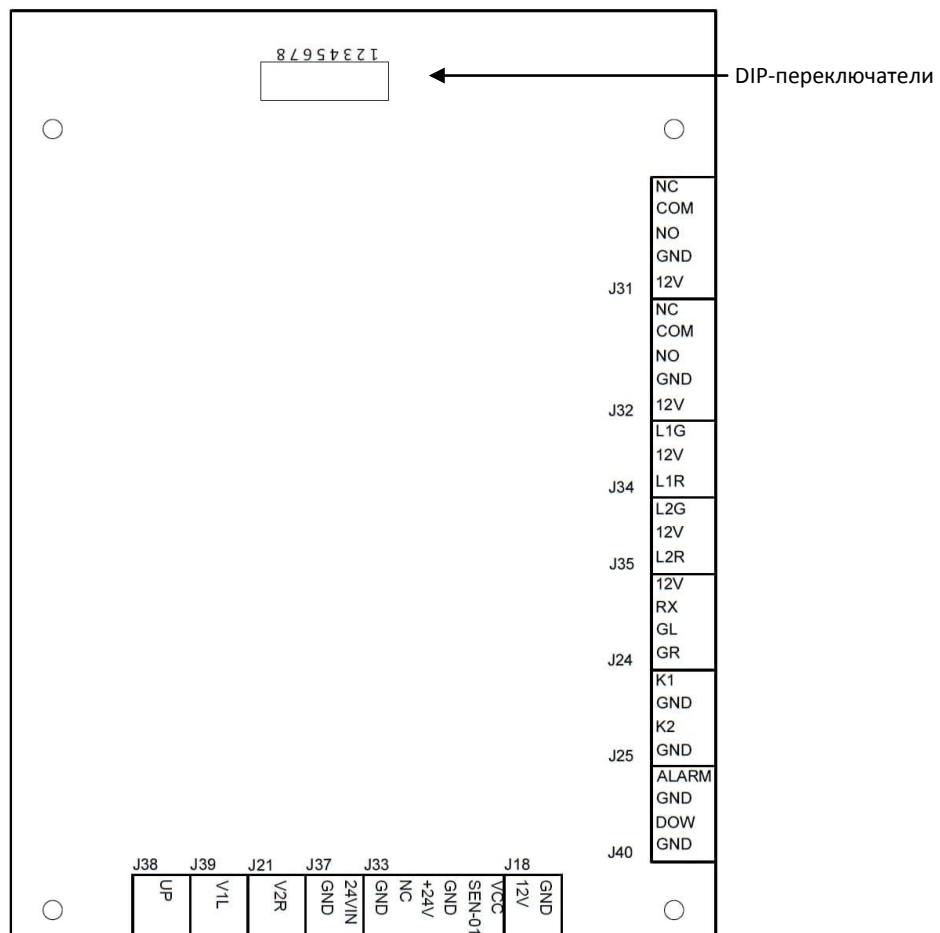 12345678
DIP-переключатели
NC
COM
NO
GND
12V
J31
NC
COM
NO
GND
12V
J32
L1G
12V
L1R
J34
L2G
12V
L2R
J35
12V
RX
GL
GR
J24
K1
GND
K2
GND
J25
ALARM
GND
DOW
GND
J40
J38
UP
J39
V1L
J21
V2R
J37
GND
24VIN
J33
GND
NC
+24V
GND
SEN-01
VCC
J18
12V
GND